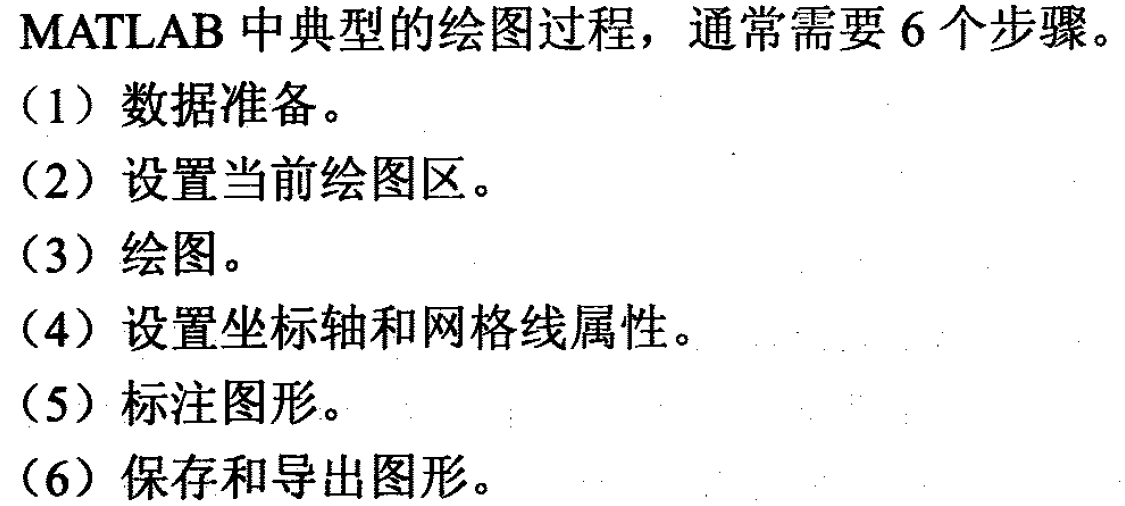 MATLAB 中典型的绘图过程，通常需要 6 个步骤。
（1）数据准备。
（2）设置当前绘图区。
（3）绘图。
（4）设置坐标轴和网格线属性。
（5）标注图形。
（6）保存和导出图形。